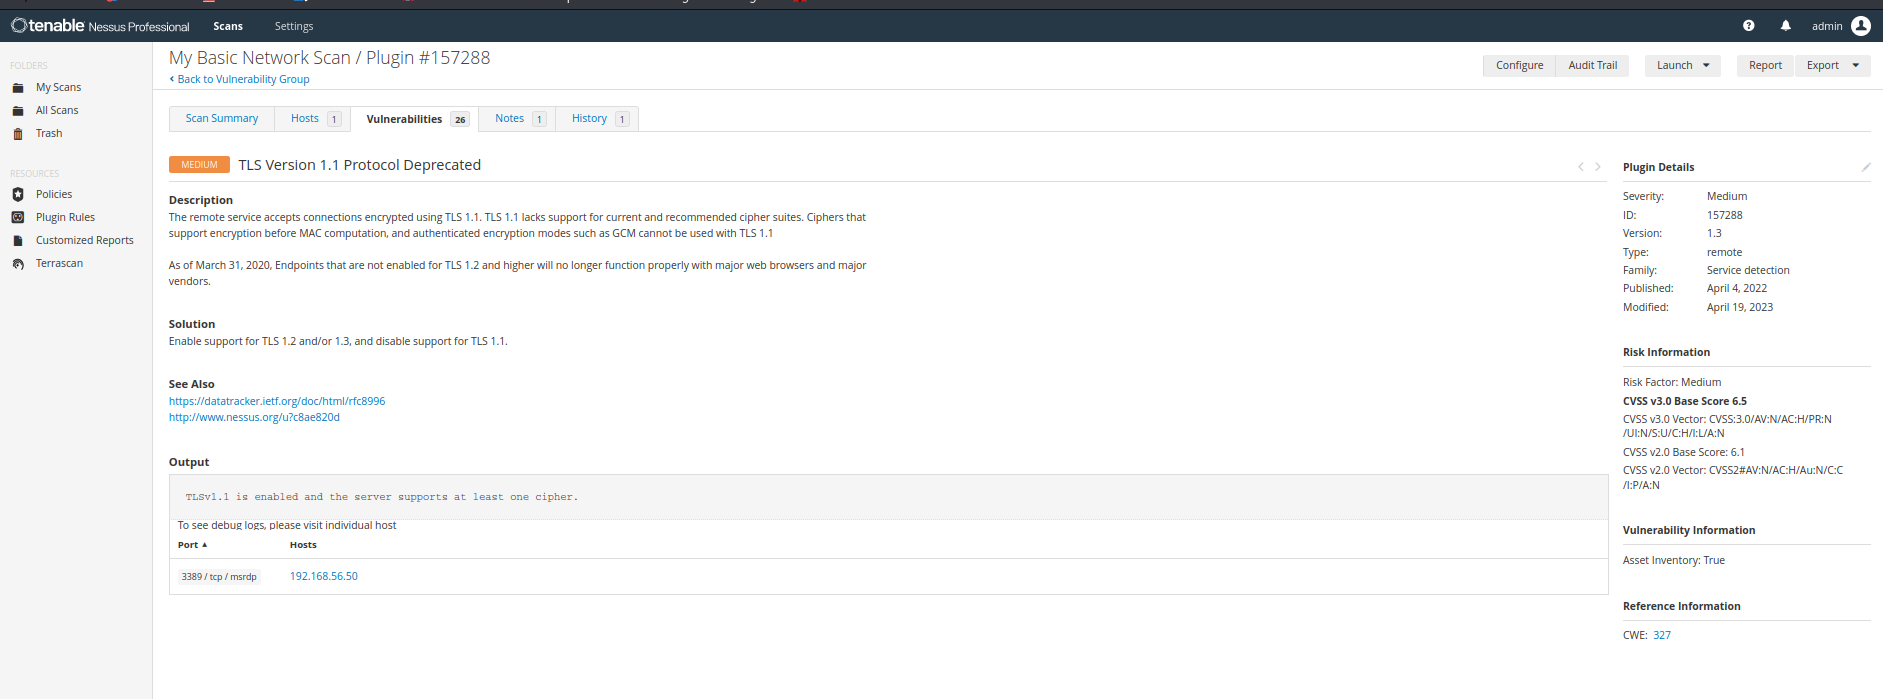 tenable Nessus Professional Scans Settings admin
FOLDERS
My Scans
All Scans
Trash
RESOURCES
Policies
Plugin Rules
Customized Reports
Terrascan
My Basic Network Scan / Plugin #157288
Back to Vulnerability Group
Configure Audit Trail Launch Report Export
Scan Summary Hosts 1 Vulnerabilities 26 Notes 1 History 1
MEDIUM TLS Version 1.1 Protocol Deprecated
Description
The remote service accepts connections encrypted using TLS 1.1. TLS 1.1 lacks support for current and recommended cipher suites. Ciphers that
support encryption before MAC computation, and authenticated encryption modes such as GCM cannot be used with TLS 1.1
As of March 31, 2020, Endpoints that are not enabled for TLS 1.2 and higher will no longer function properly with major web browsers and major
vendors.
Solution
Enable support for TLS 1.2 and/or 1.3, and disable support for TLS 1.1.
See Also
https://datatracker.ietf.org/doc/html/rfc8996
http://www.nessus.org/u?c8ae820d
Output
TLSv1.1 is enabled and the server supports at least one cipher.
To see debug logs, please visit individual host
Port Hosts
3389 / tcp / msrdp 192.168.56.50
Plugin Details
Severity: Medium
ID: 157288
Version: 1.3
Type: remote
Family: Service detection
Published: April 4, 2022
Modified: April 19, 2023
Risk Information
Risk Factor: Medium
CVSS v3.0 Base Score 6.5
CVSS v3.0 Vector: CVSS:3.0/AV:N/AC:H/PR:N
/UI:N/S:U/C:H/I:L/A:N
CVSS v2.0 Base Score: 6.1
CVSS v2.0 Vector: CVSS2#AV:N/AC:H/Au:N/C:C
/I:P/A:N
Vulnerability Information
Asset Inventory: True
Reference Information
CWE: 327